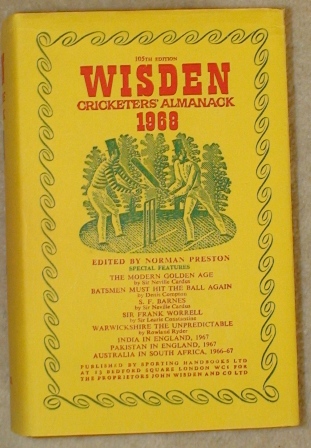 105TH EDITION
WISDEN
CRICKETERS' ALMANACK
1968
EDITED BY NORMAN PRESTON
SPECIAL FEATURES
THE MODERN GOLDEN AGE
by Sir Neville Cardus
BATSMEN MUST HIT THE BALL AGAIN
by Denis Compton
S. F. BARNES
by Sir Neville Cardus
SIR FRANK WORRELL
by Sir Learie Constantine
WARWICKSHIRE THE UNPREDICTABLE
by Rowland Ryder
INDIA IN ENGLAND, 1967
PAKISTAN IN ENGLAND, 1967
AUSTRALIA IN SOUTH AFRICA, 1966-67
PUBLISHED BY SPORTING HANDBOOKS LTD
AT 13 BEDFORD SQUARE LONDON WC1 FOR
THE PROPRIETORS JOHN WISDEN AND CO LTD